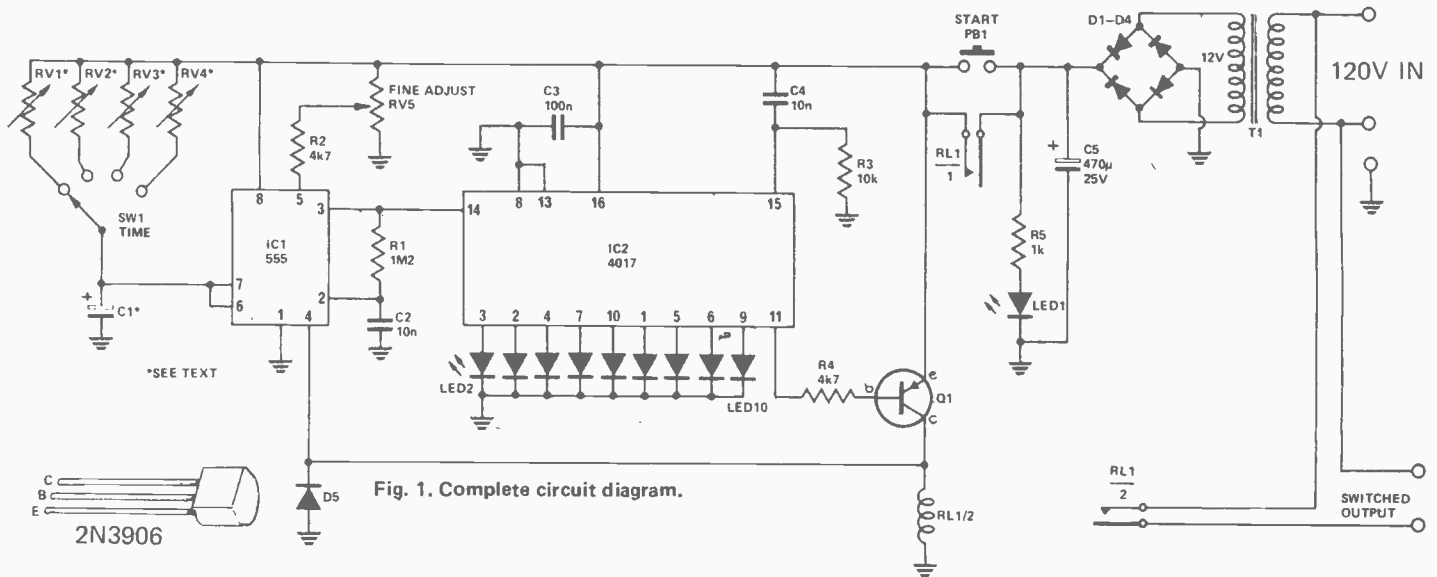 START
PB1
D1–D4
12V
T1
120V IN
RV1*
RV2*
RV3*
RV4*
SW1
TIME
C1*
*SEE TEXT
R2
4k7
FINE ADJUST
RV5
8
5
3
7
6
2
1
4
IC1
555
R1
1M2
C2
10n
C3
100n
C4
10n
R3
10k
14
8
13
16
15
IC2
4017
3
2
4
7
10
1
5
6
9
11
LED2
LED10
R4
4k7
b
e
c
Q1
RL1
1
+
C5
470µ
25V
R5
1k
LED1
+
D5
RL1/2
RL1
2
SWITCHED
OUTPUT
C
B
E
2N3906
Fig. 1. Complete circuit diagram.